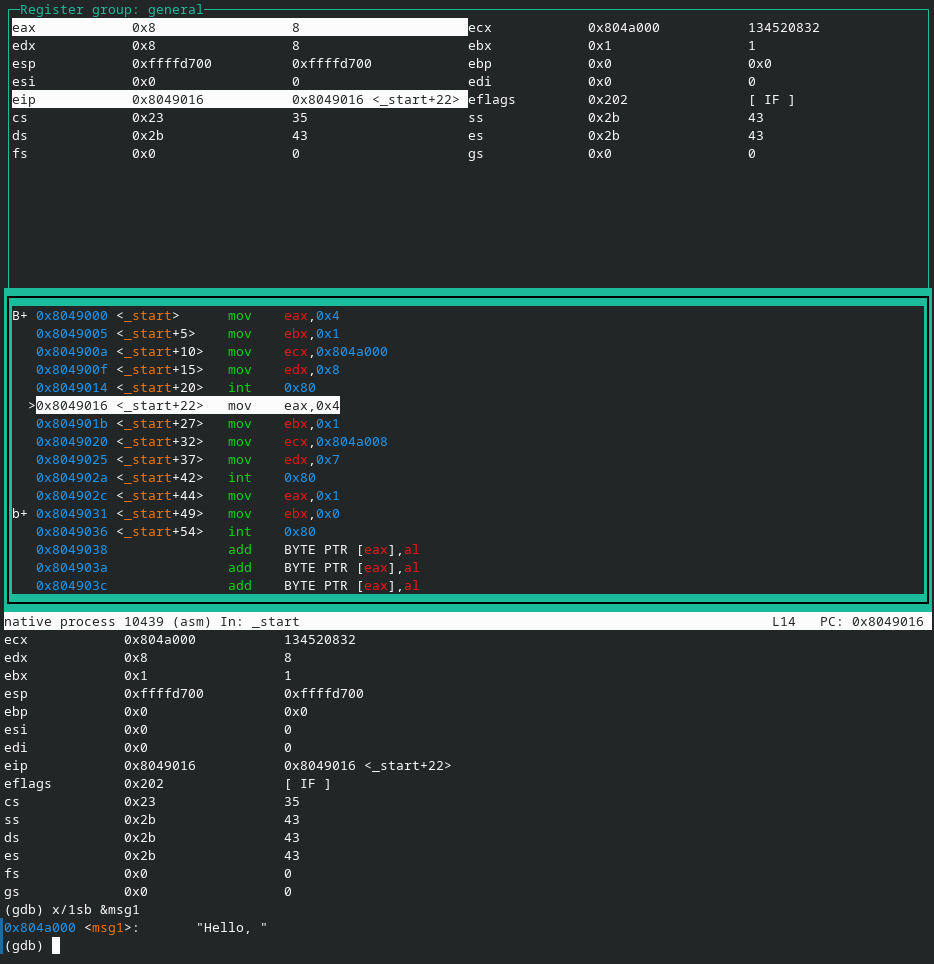 Register group: general
eax 0x8 8 ecx 0x804a000 134520832
edx 0x8 8 ebx 0x1 1
esp 0xffffd700 0xffffd700 ebp 0x0 0x0
esi 0x0 0 edi 0x0 0
eip 0x8049016 0x8049016 <_start+22> eflags 0x202 [ IF ]
cs 0x23 35 ss 0x2b 43
ds 0x2b 43 es 0x2b 43
fs 0x0 0 gs 0x0 0
B+ 0x8049000 <_start> mov eax,0x4
0x8049005 <_start+5> mov ebx,0x1
0x804900a <_start+10> mov ecx,0x804a000
0x804900f <_start+15> mov edx,0x8
0x8049014 <_start+20> int 0x80
>0x8049016 <_start+22> mov eax,0x4
0x804901b <_start+27> mov ebx,0x1
0x8049020 <_start+32> mov ecx,0x804a008
0x8049025 <_start+37> mov edx,0x7
0x804902a <_start+42> int 0x80
0x804902c <_start+44> mov eax,0x1
b+ 0x8049031 <_start+49> mov ebx,0x0
0x8049036 <_start+54> int 0x80
0x8049038 add BYTE PTR [eax],al
0x804903a add BYTE PTR [eax],al
0x804903c add BYTE PTR [eax],al
native process 10439 (asm) In: _start L14 PC: 0x8049016
ecx 0x804a000 134520832
edx 0x8 8
ebx 0x1 1
esp 0xffffd700 0xffffd700
ebp 0x0 0x0
esi 0x0 0
edi 0x0 0
eip 0x8049016 0x8049016 <_start+22>
eflags 0x202 [ IF ]
cs 0x23 35
ss 0x2b 43
ds 0x2b 43
es 0x2b 43
fs 0x0 0
gs 0x0 0
(gdb) x/1sb &msg1
0x804a000 <msg1>: "Hello, "
(gdb)